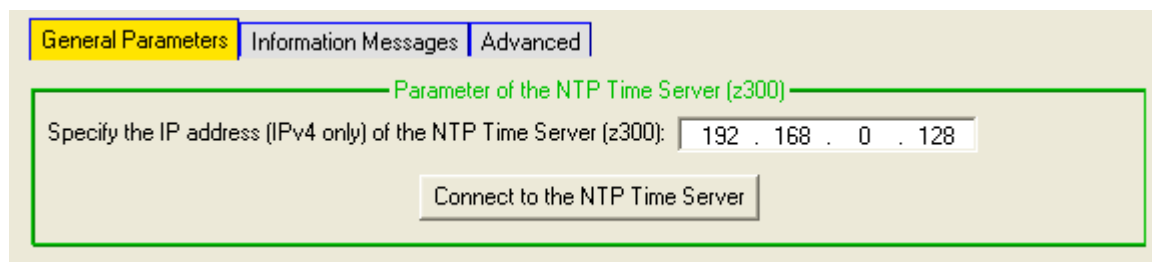 General Parameters Information Messages Advanced
Parameter of the NTP Time Server (z300)
Specify the IP address (IPv4 only) of the NTP Time Server (z300): 192 . 168 . 0 . 128
Connect to the NTP Time Server